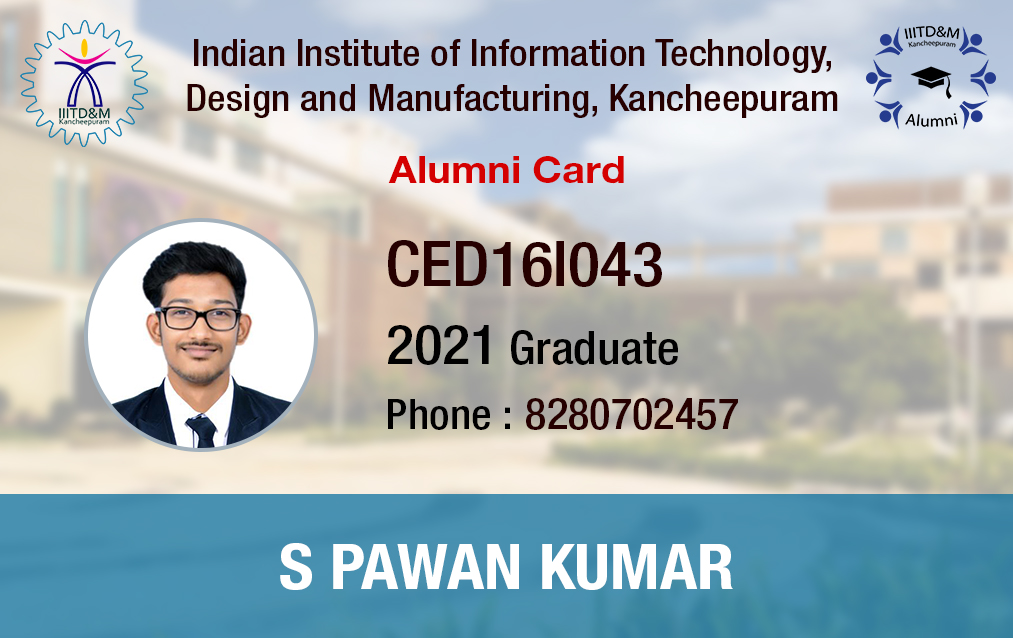 Indian Institute of Information Technology,
Design and Manufacturing, Kancheepuram
IIITD&M
Kancheepuram
IIITD&M
Kancheepuram
Alumni
Alumni Card
CED16I043
2021 Graduate
Phone : 8280702457
S PAWAN KUMAR